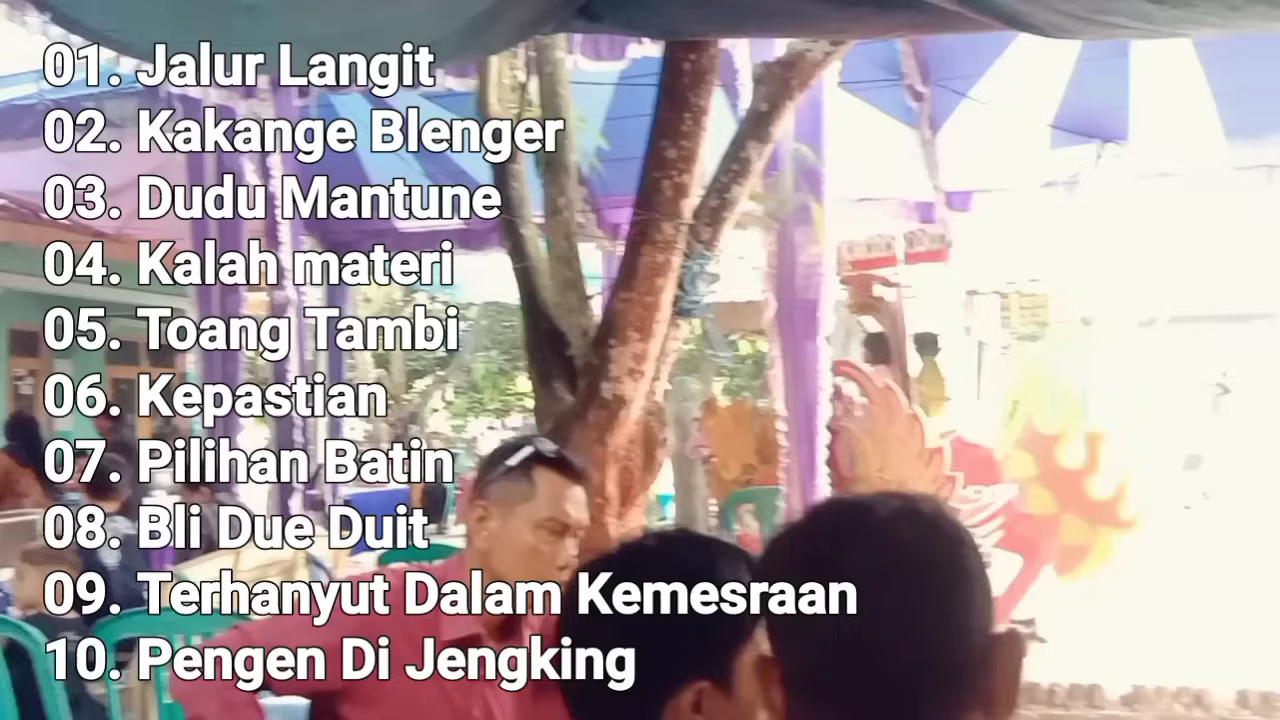 01. Jalur Langit
02. Kakange Blenger
03. Dudu Mantune
04. Kalah materi
05. Toang Tambi
06. Kepastian
07. Pilihan Batin
08. Bli Due Duit
09. Terhanyut Dalam Kemesraan
10. Pengen Di Jengking